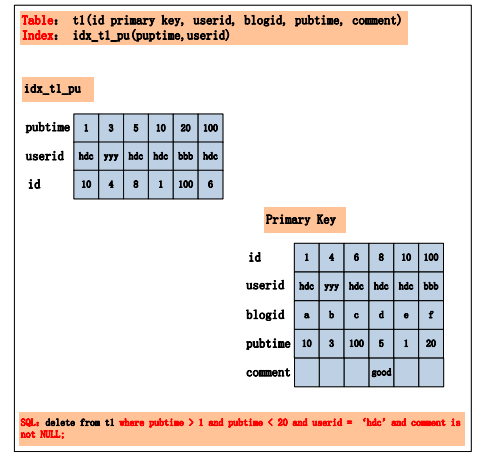 Table: t1(id primary key, userid, blogid, pubtime, comment)
Index: idx_t1_pu(puptime,userid)
idx_t1_pu
pubtime 1 3 5 10 20 100
userid hdc yyy hdc hdc bbb hdc
id 10 4 8 1 100 6
Primary Key
id 1 4 6 8 10 100
userid hdc yyy hdc hdc hdc bbb
blogid a b c d e f
pubtime 10 3 100 5 1 20
comment good
SQL: delete from t1 where pubtime > 1 and pubtime < 20 and userid = ‘hdc’ and comment is
not NULL;